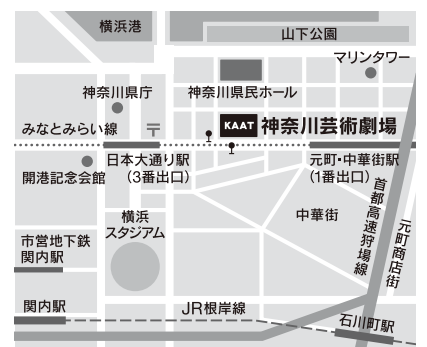 横浜港
山下公園
マリンタワー
神奈川県庁
神奈川県民ホール
みなとみらい線
〒
KAAT 神奈川芸術劇場
日本大通り駅
(3番出口)
元町・中華街駅
(1番出口)
開港記念会館
横浜
スタジアム
中華街
首都高速狩場線
元町商店街
市営地下鉄
関内駅
関内駅
JR根岸線
石川町駅